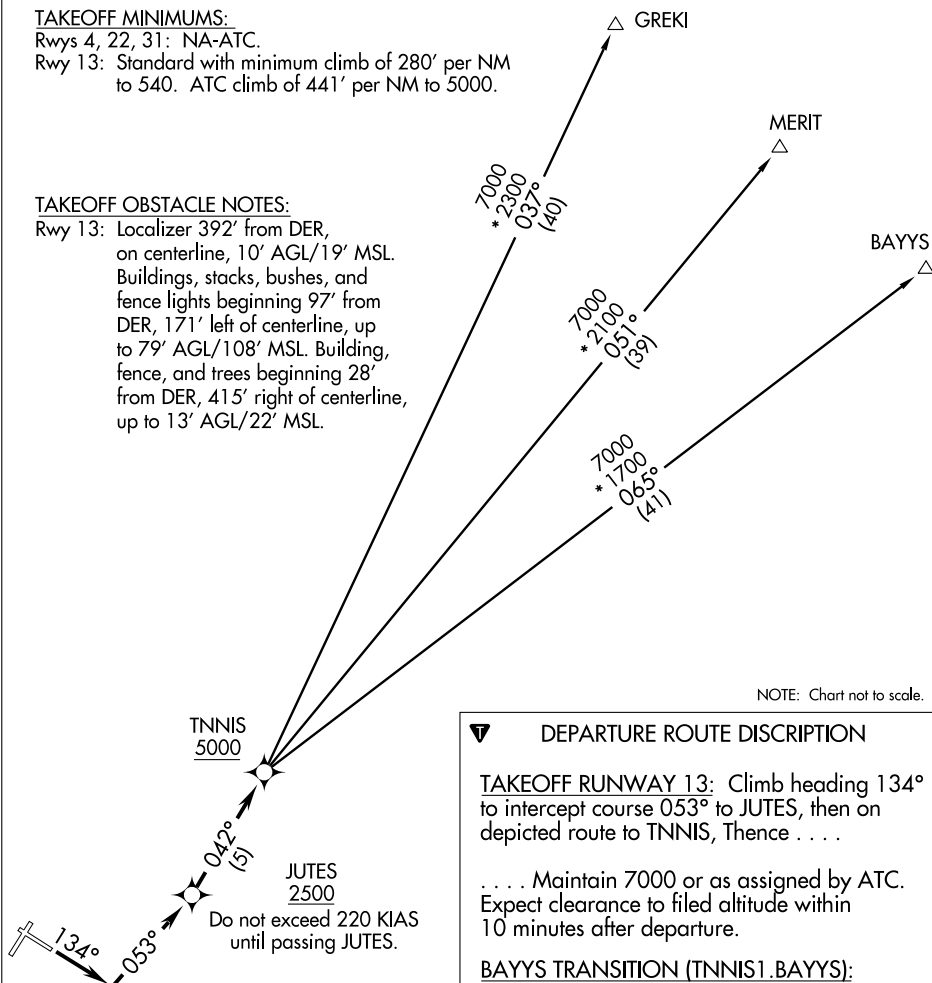 TAKEOFF MINIMUMS:
Rwys 4, 22, 31: NA-ATC.
Rwy 13: Standard with minimum climb of 280' per NM
to 540. ATC climb of 441' per NM to 5000.
TAKEOFF OBSTACLE NOTES:
Rwy 13: Localizer 392' from DER,
on centerline, 10' AGL/19' MSL.
Buildings, stacks, bushes, and
fence lights beginning 97' from
DER, 171' left of centerline, up
to 79' AGL/108' MSL. Building,
fence, and trees beginning 28'
from DER, 415' right of centerline,
up to 13' AGL/22' MSL.
GREKI
7000
* 2300
037°
(40)
MERIT
7000
* 2100
051°
(39)
BAYYS
7000
* 1700
065°
(41)
NOTE: Chart not to scale.
TNNIS
5000
042°
(5)
JUTES
2500
Do not exceed 220 KIAS
until passing JUTES.
134°
053°
T
DEPARTURE ROUTE DISCRIPTION
TAKEOFF RUNWAY 13: Climb heading 134°
to intercept course 053° to JUTES, then on
depicted route to TNNIS, Thence . . . .
. . . . Maintain 7000 or as assigned by ATC.
Expect clearance to filed altitude within
10 minutes after departure.
BAYYS TRANSITION (TNNIS1.BAYYS):